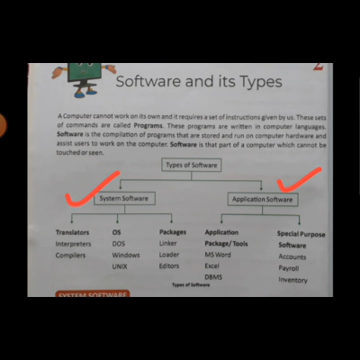 2
Software and its Types
A Computer cannot work on its own and it requires a set of instructions given by us. These sets
of commands are called Programs. These programs are written in computer languages.
Software is the compilation of programs that are stored and run on computer hardware and
assist users to work on the computer. Software is that part of a computer which cannot be
touched or seen.
Types of Software
System Software Application Software
Translators OS Packages Application Special Purpose
Interpreters DOS Linker Package/Tools Software
Compilers Windows Loader MS Word Accounts
UNIX Editors Excel Payroll
DBMS Inventory
Types of Software
SYSTEM SOFTWARE